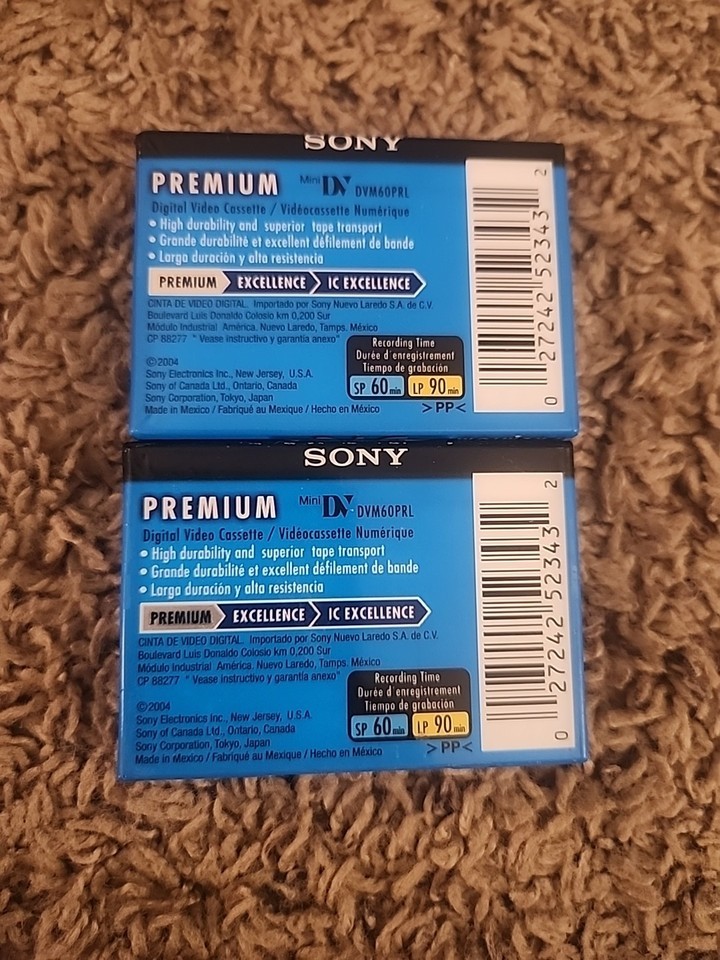 SONY
PREMIUM Mini DV DVM60PRL
Digital Video Cassette / Vidéocassette Numérique
• High durability and superior tape transport
• Grande durabilité et excellent défilement de bande
• Larga duración y alta resistencia
PREMIUM EXCELLENCE IC EXCELLENCE
CINTA DE VIDEO DIGITAL. Importado por Sony Nuevo Laredo S.A. de C.V.
Boulevard Luis Donaldo Colosio km 0,200 Sur
Módulo Industrial América. Nuevo Laredo, Tamps. México
CP 88277 " Vease instructivo y garantía anexo"
©2004
Sony Electronics Inc., New Jersey, U.S.A.
Sony of Canada Ltd., Ontario, Canada
Sony Corporation, Tokyo, Japan
Made in Mexico / Fabriqué au Mexique / Hecho en México
Recording Time
Durée d'enregistrement
Tiempo de grabación
SP 60min LP 90min
>PP<
0 27242 52343 2
SONY
PREMIUM Mini DV DVM60PRL
Digital Video Cassette / Vidéocassette Numérique
• High durability and superior tape transport
• Grande durabilité et excellent défilement de bande
• Larga duración y alta resistencia
PREMIUM EXCELLENCE IC EXCELLENCE
CINTA DE VIDEO DIGITAL. Importado por Sony Nuevo Laredo S.A. de C.V.
Boulevard Luis Donaldo Colosio km 0,200 Sur
Módulo Industrial América. Nuevo Laredo, Tamps. México
CP 88277 " Vease instructivo y garantía anexo"
©2004
Sony Electronics Inc., New Jersey, U.S.A.
Sony of Canada Ltd., Ontario, Canada
Sony Corporation, Tokyo, Japan
Made in Mexico / Fabriqué au Mexique / Hecho en México
Recording Time
Durée d'enregistrement
Tiempo de grabación
SP 60min LP 90min
>PP<
0 27242 52343 2